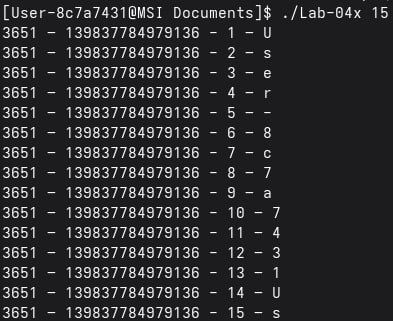 [User-8c7a7431@MSI Documents]$ ./Lab-04x 15
3651 - 139837784979136 - 1 - U
3651 - 139837784979136 - 2 - s
3651 - 139837784979136 - 3 - e
3651 - 139837784979136 - 4 - r
3651 - 139837784979136 - 5 - -
3651 - 139837784979136 - 6 - 8
3651 - 139837784979136 - 7 - c
3651 - 139837784979136 - 8 - 7
3651 - 139837784979136 - 9 - a
3651 - 139837784979136 - 10 - 7
3651 - 139837784979136 - 11 - 4
3651 - 139837784979136 - 12 - 3
3651 - 139837784979136 - 13 - 1
3651 - 139837784979136 - 14 - U
3651 - 139837784979136 - 15 - s